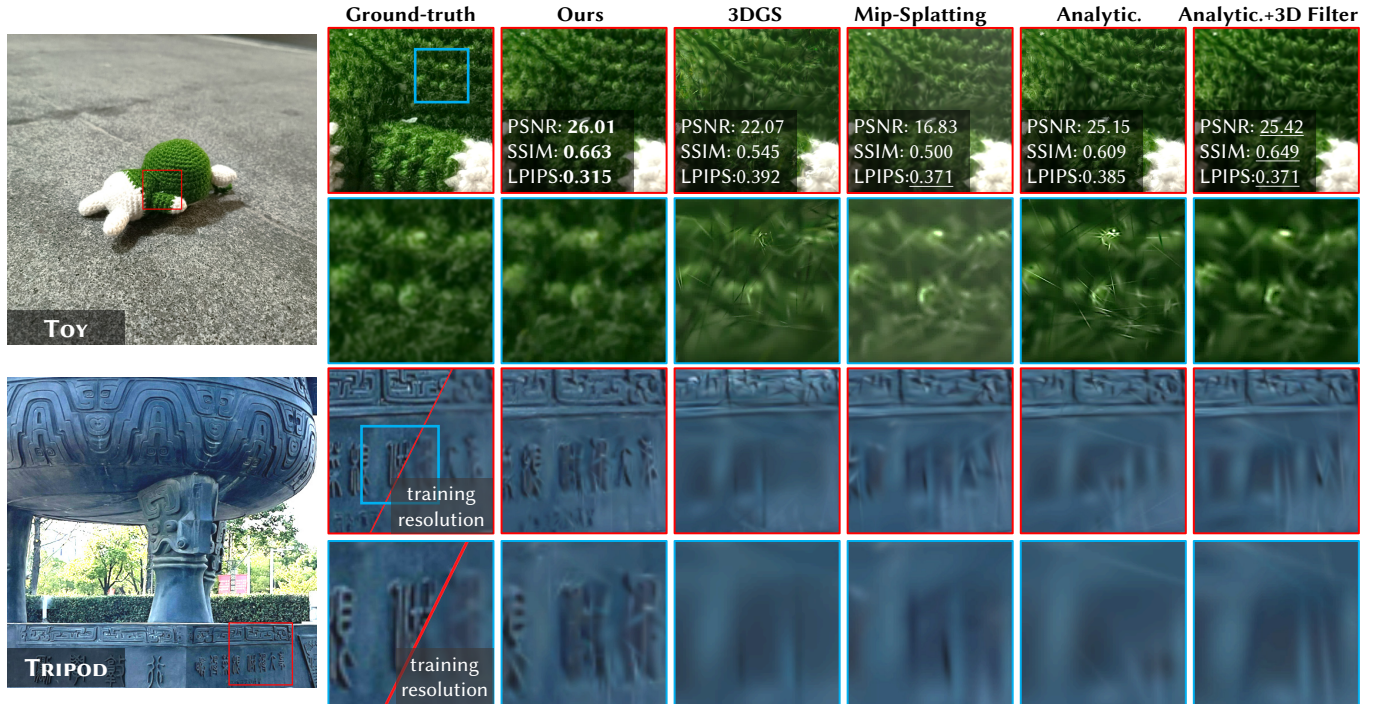 Ground-truth Ours 3DGS Mip-Splatting Analytic. Analytic.+3D Filter
PSNR: 26.01
SSIM: 0.663
LPIPS:0.315
PSNR: 22.07
SSIM: 0.545
LPIPS:0.392
PSNR: 16.83
SSIM: 0.500
LPIPS:0.371
PSNR: 25.15
SSIM: 0.609
LPIPS:0.385
PSNR: 25.42
SSIM: 0.649
LPIPS:0.371
TOY
training
resolution
training
resolution
TRIPOD